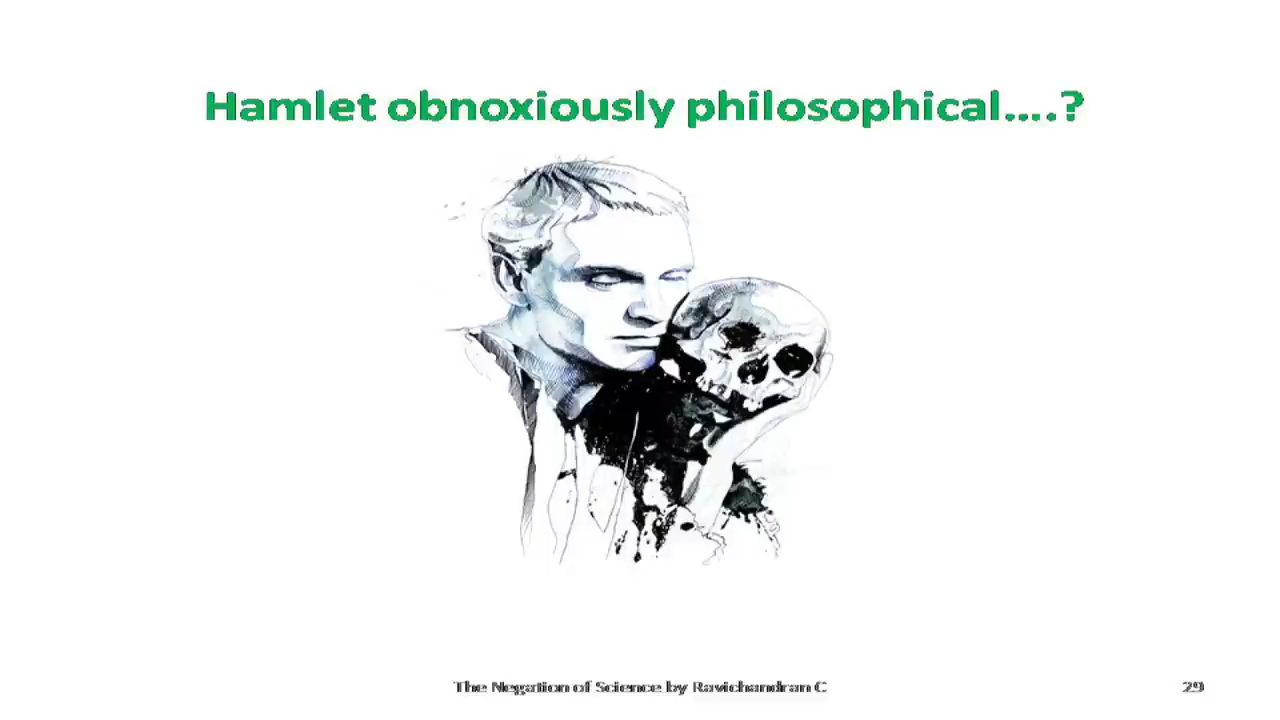 Hamlet obnoxiously philosophical....?
The Negation of Science by Ravichandran C
29